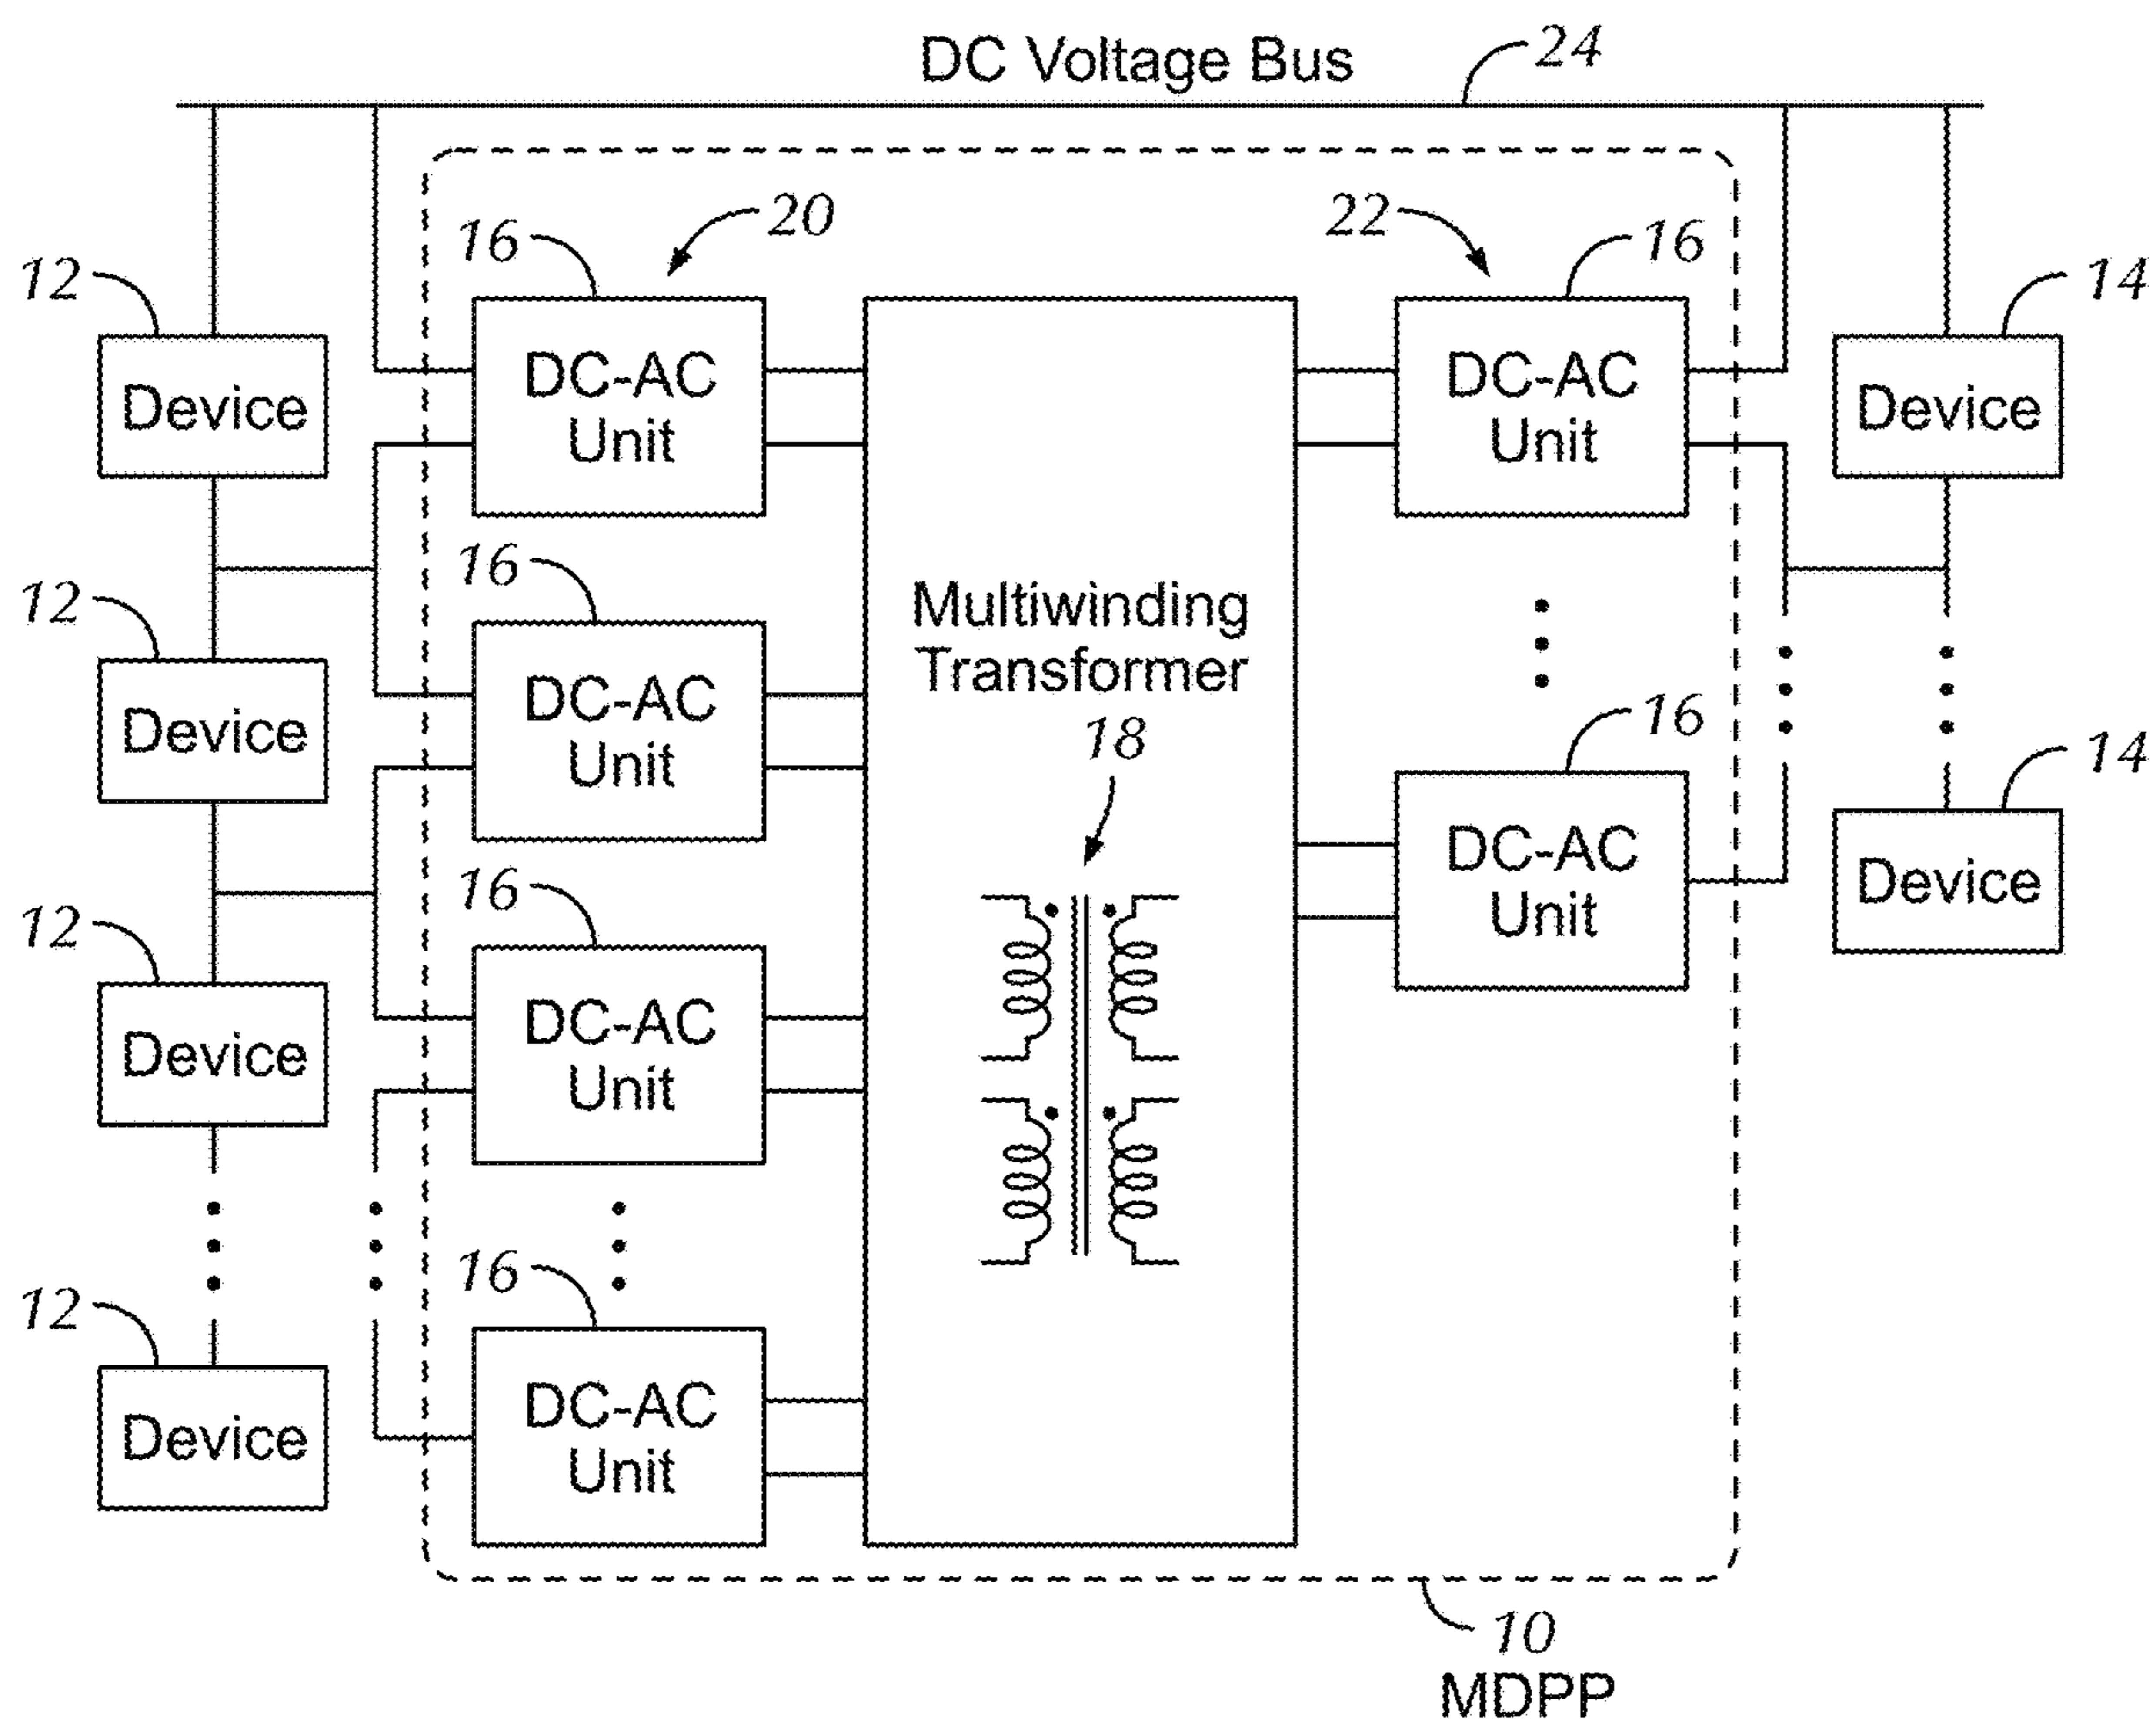 DC Voltage Bus
24
20
22
16
16
12
14
Device
DC-AC
Unit
DC-AC
Unit
Device
16
12
Multiwinding
Transformer
Device
DC-AC
Unit
18
16
14
16
12
DC-AC
Unit
Device
Device
DC-AC
Unit
16
12
Device
DC-AC
Unit
10
MDPP